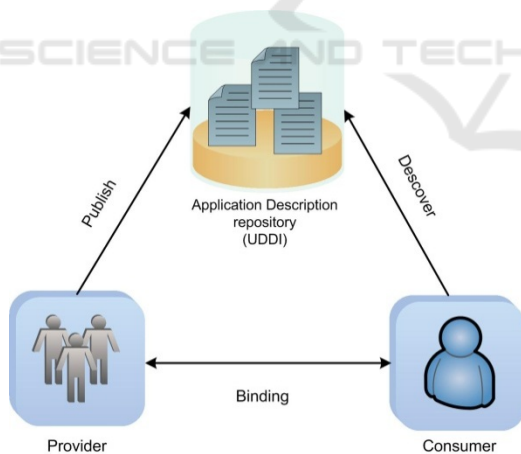 SCIENCE AND TECH
Publish
Descover
Application Description
repository
(UDDI)
Binding
Provider
Consumer